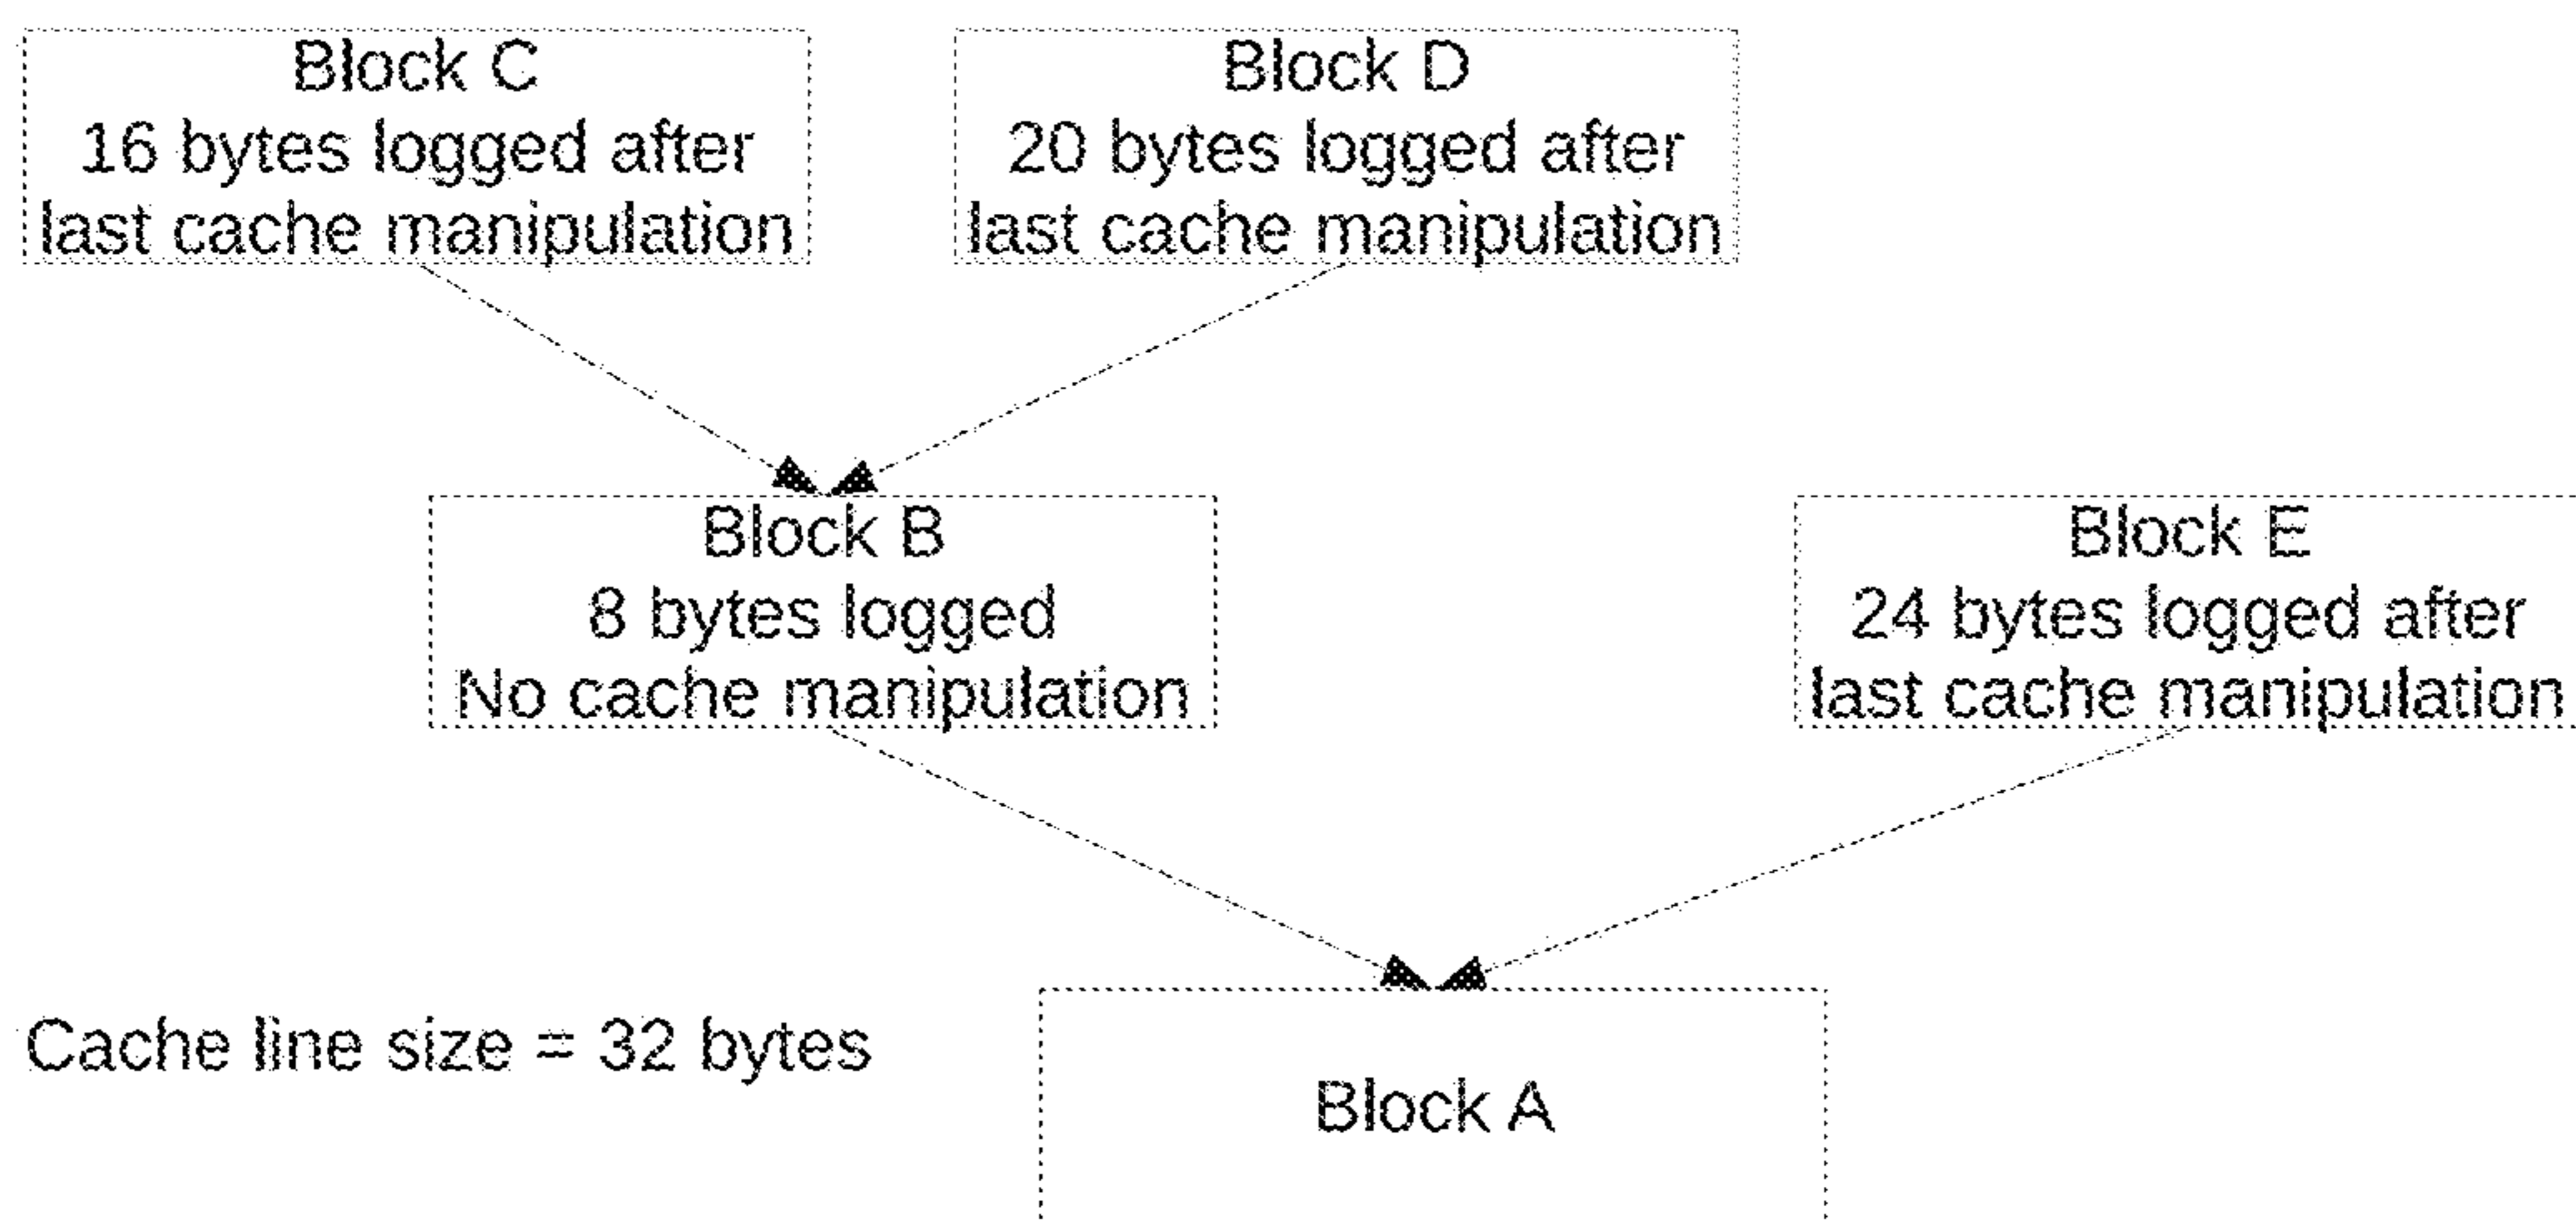 Block C
16 bytes logged after
last cache manipulation
Block D
20 bytes logged after
last cache manipulation
Block B
8 bytes logged
No cache manipulation
Block E
24 bytes logged after
last cache manipulation
Cache line size = 32 bytes
Block A